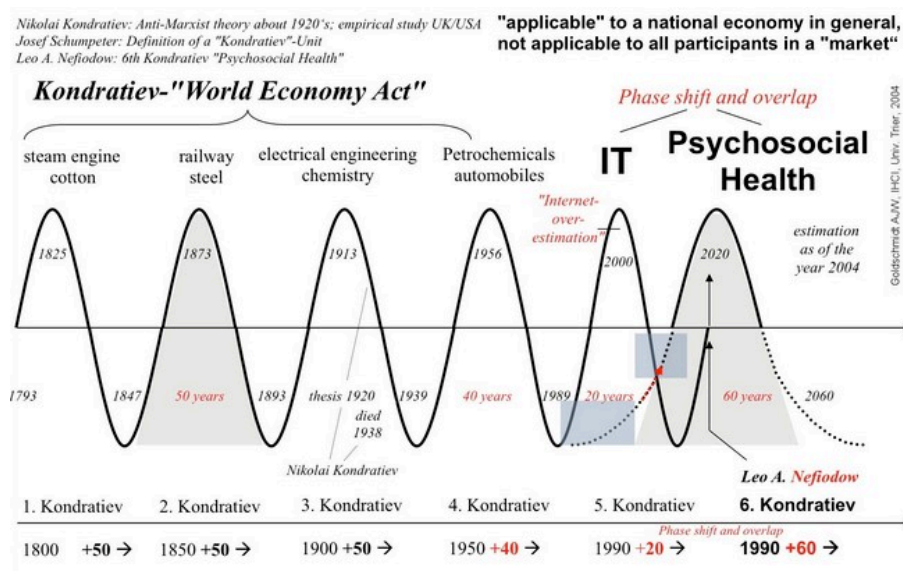 Nikolai Kondratiev: Anti-Marxist theory about 1920's; empirical study UK/USA
Josef Schumpeter: Definition of a "Kondratiev"-Unit
Leo A. Nefiodow: 6th Kondratiev "Psychosocial Health"
"applicable" to a national economy in general,
not applicable to all participants in a "market“
Kondratiev-"World Economy Act"
Phase shift and overlap
steam engine
cotton
railway
steel
electrical engineering
chemistry
Petrochemicals
automobiles
IT
Psychosocial
Health
"Internet-
over-
estimation"
estimation
as of the
year 2004
1825
1873
1913
1956
2000
2020
1793
1847
50 years
1893
thesis 1920
died
1938
1939
40 years
1989
20 years
60 years
2060
Nikolai Kondratiev
Leo A. Nefiodow
1. Kondratiev
2. Kondratiev
3. Kondratiev
4. Kondratiev
5. Kondratiev
6. Kondratiev
Phase shift and overlap
1800 +50 →
1850 +50 →
1900 +50 →
1950 +40 →
1990 +20 →
1990 +60 →
Goldschmidt AJW, IHCI, Univ. Trier, 2004